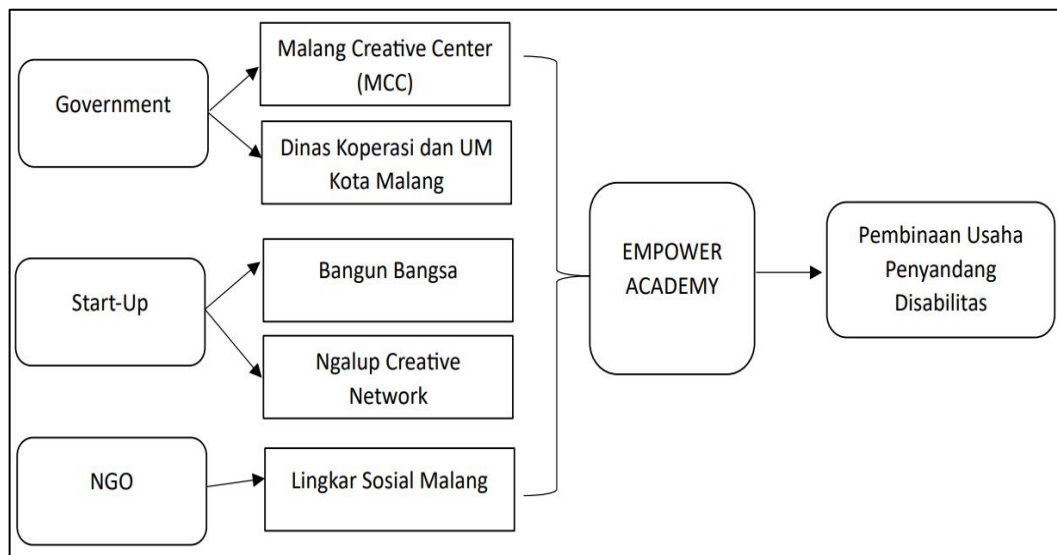 Government
Malang Creative Center
(MCC)
Dinas Koperasi dan UM
Kota Malang
Start-Up
Bangun Bangsa
Ngalup Creative
Network
NGO
Lingkar Sosial Malang
EMPOWER
ACADEMY
Pembinaan Usaha
Penyandang
Disabilitas